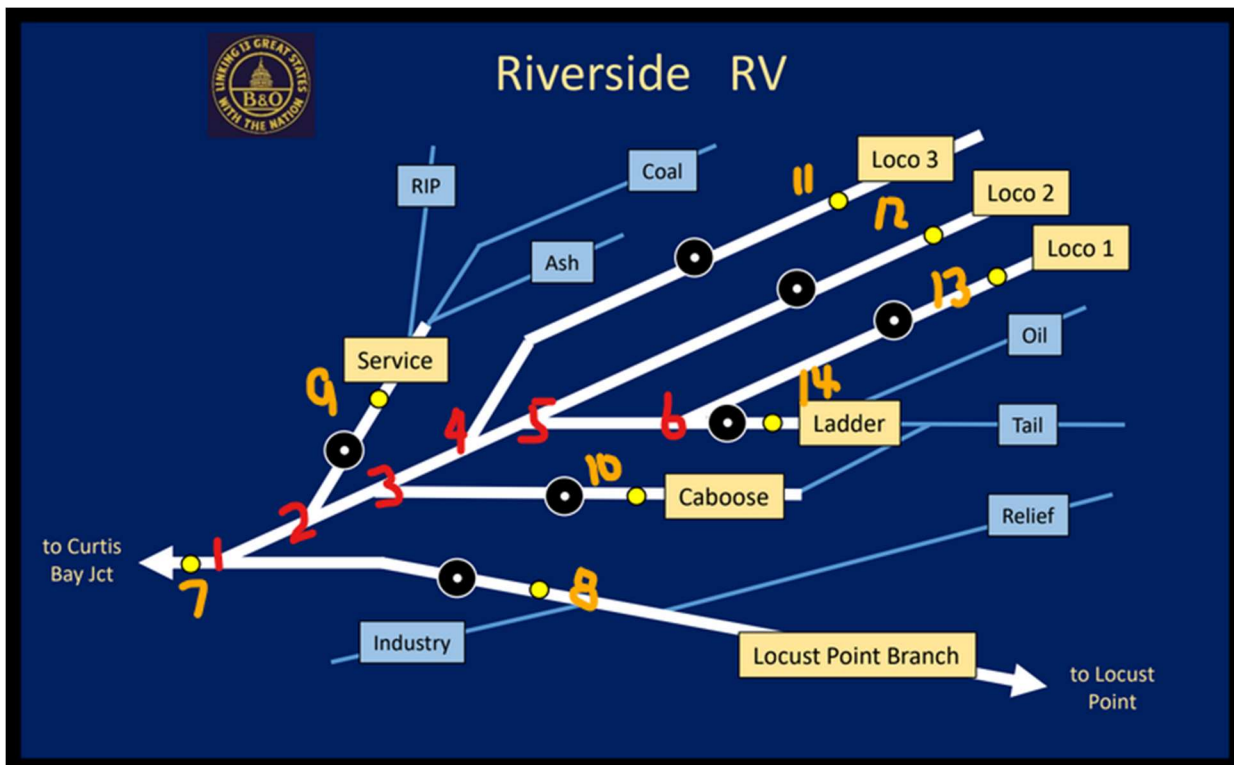 LINKING 13 GREAT STATES
B&O
WITH THE NATION
Riverside RV
RIP
Coal
Ash
Loco 3
Loco 2
Loco 1
11
12
13
Service
9
Oil
14
4
5
6
Ladder
Tail
10
3
Caboose
2
Relief
to Curtis
Bay Jct
1
7
8
Industry
Locust Point Branch
to Locust
Point